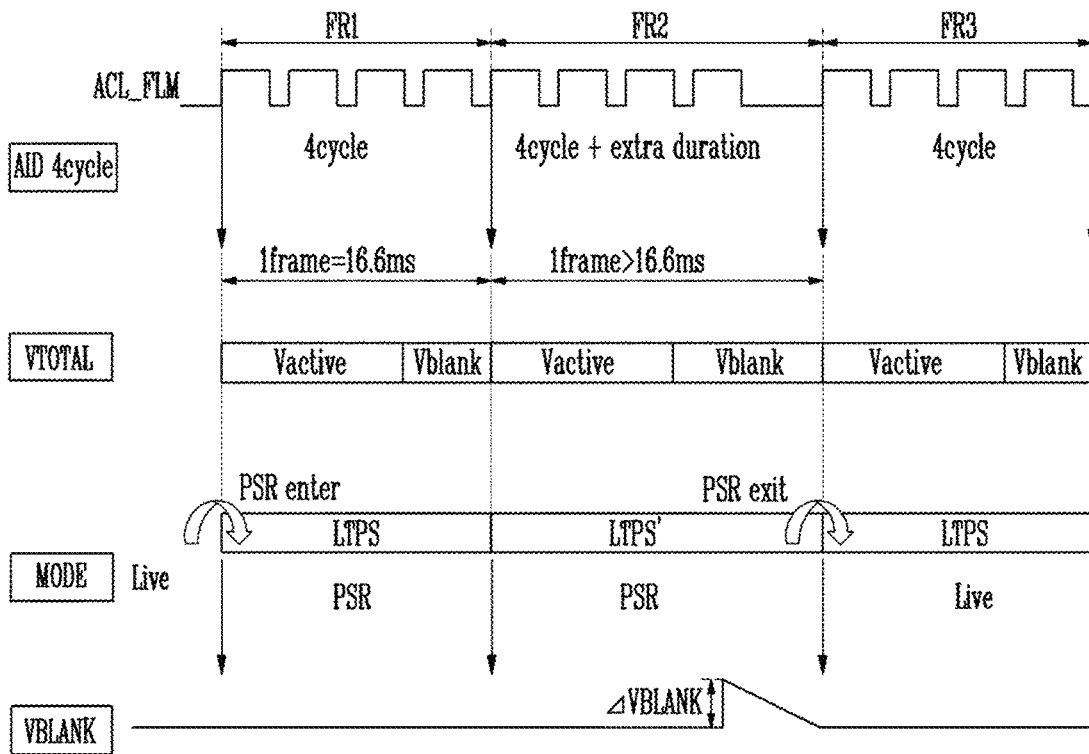 FR1 FR2 FR3
ACL_FLM
4cycle 4cycle + extra duration 4cycle
AID 4cycle
1frame=16.6ms 1frame>16.6ms
VTOTAL Vactive Vblank Vactive Vblank Vactive Vblank
PSR enter PSR exit
LTPS LTPS' LTPS
MODE Live PSR PSR Live
⊿VBLANK
VBLANK